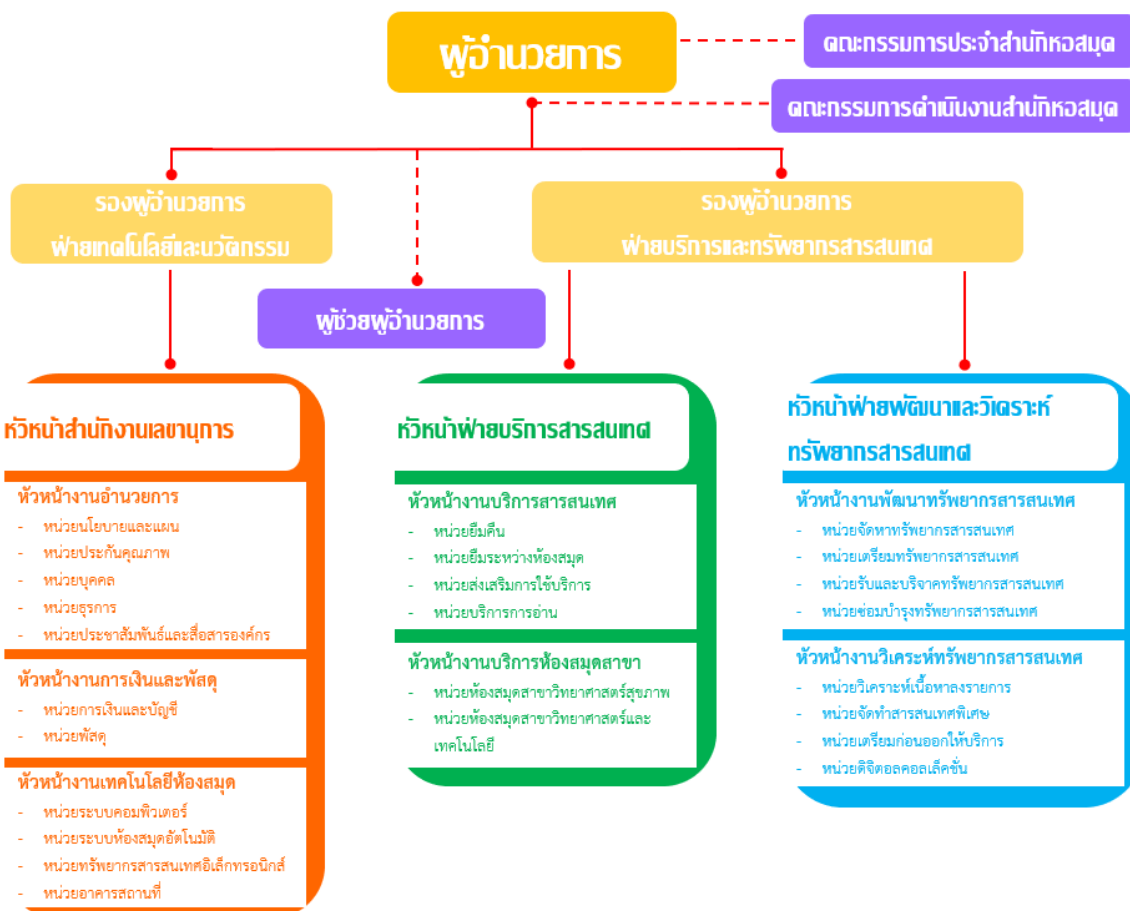 ผู้อำนวยการ
คณะกรรมการประจำสำนักหอสมุด
คณะกรรมการดำเนินงานสำนักหอสมุด
รองผู้อำนวยการ
ฝ่ายเทคโนโลยีและนวัตกรรม
รองผู้อำนวยการ
ฝ่ายบริการและทรัพยากรสารสนเทศ
ผู้ช่วยผู้อำนวยการ
หัวหน้าสำนักงานเลขานุการ
หัวหน้างานอำนวยการ
- หน่วยนโยบายและแผน
- หน่วยประกันคุณภาพ
- หน่วยบุคคล
- หน่วยธุรการ
- หน่วยประชาสัมพันธ์และสื่อสารองค์กร
หัวหน้างานการเงินและพัสดุ
- หน่วยการเงินและบัญชี
- หน่วยพัสดุ
หัวหน้างานเทคโนโลยีห้องสมุด
- หน่วยระบบคอมพิวเตอร์
- หน่วยระบบห้องสมุดอัตโนมัติ
- หน่วยทรัพยากรสารสนเทศอิเล็กทรอนิกส์
- หน่วยอาคารสถานที่
หัวหน้าฝ่ายบริการสารสนเทศ
หัวหน้างานบริการสารสนเทศ
- หน่วยยืมคืน
- หน่วยยืมระหว่างห้องสมุด
- หน่วยส่งเสริมการใช้บริการ
- หน่วยบริการการอ่าน
หัวหน้างานบริการห้องสมุดสาขา
- หน่วยห้องสมุดสาขาวิทยาศาสตร์สุขภาพ
- หน่วยห้องสมุดสาขาวิทยาศาสตร์และ
เทคโนโลยี
หัวหน้าฝ่ายพัฒนาและวิเคราะห์
ทรัพยากรสารสนเทศ
หัวหน้างานพัฒนาทรัพยากรสารสนเทศ
- หน่วยจัดหาทรัพยากรสารสนเทศ
- หน่วยเตรียมทรัพยากรสารสนเทศ
- หน่วยรับและบริจาคทรัพยากรสารสนเทศ
- หน่วยซ่อมบำรุงทรัพยากรสารสนเทศ
หัวหน้างานวิเคระห์ทรัพยากรสารสนเทศ
- หน่วยวิเคราะห์เนื้อหาลงรายการ
- หน่วยจัดทำสารสนเทศพิเศษ
- หน่วยเตรียมก่อนออกให้บริการ
- หน่วยดิจิตอลคอลเล็คชั่น